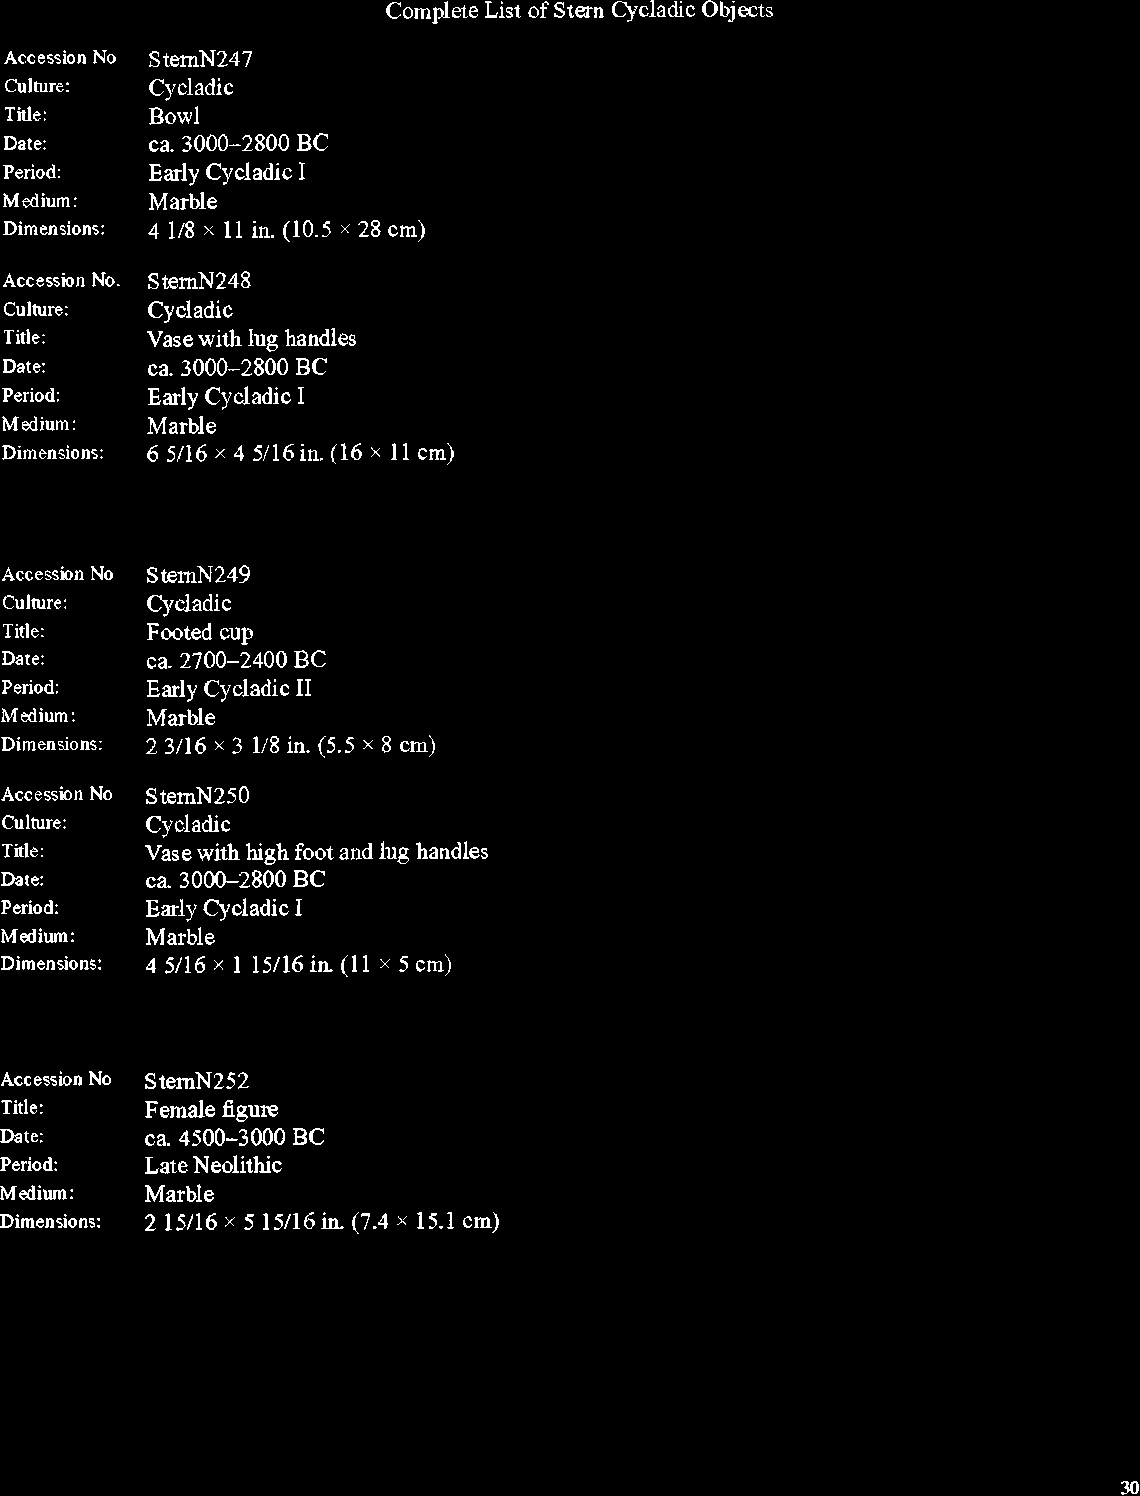 Complete List of Stern Cycladic Objects
Accession No SternN247
Culture: Cycladic
Title: Bowl
Date: ca. 3000–2800 BC
Period: Early Cycladic I
Medium: Marble
Dimensions: 4 1/8 × 11 in. (10.5 × 28 cm)
Accession No. SternN248
Culture: Cycladic
Title: Vase with lug handles
Date: ca. 3000–2800 BC
Period: Early Cycladic I
Medium: Marble
Dimensions: 6 5/16 × 4 5/16 in. (16 × 11 cm)
Accession No SternN249
Culture: Cycladic
Title: Footed cup
Date: ca. 2700–2400 BC
Period: Early Cycladic II
Medium: Marble
Dimensions: 2 3/16 × 3 1/8 in. (5.5 × 8 cm)
Accession No SternN250
Culture: Cycladic
Title: Vase with high foot and lug handles
Date: ca. 3000–2800 BC
Period: Early Cycladic I
Medium: Marble
Dimensions: 4 5/16 × 1 15/16 in. (11 × 5 cm)
Accession No SternN252
Title: Female figure
Date: ca. 4500–3000 BC
Period: Late Neolithic
Medium: Marble
Dimensions: 2 15/16 × 5 15/16 in. (7.4 × 15.1 cm)
30